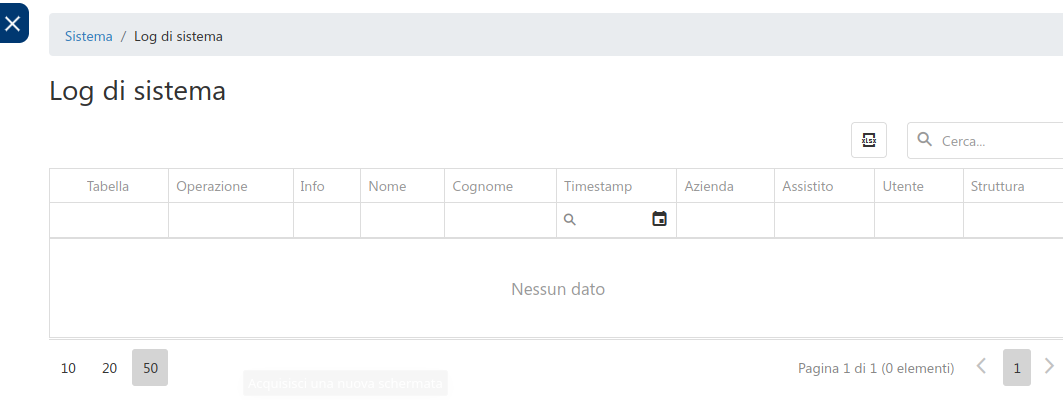 Sistema / Log di sistema
Log di sistema
xlsx Cerca...
Tabella Operazione Info Nome Cognome Timestamp Azienda Assistito Utente Struttura
Nessun dato
10 20 50 Pagina 1 di 1 (0 elementi) 1
Acquisisci una nuova schermata